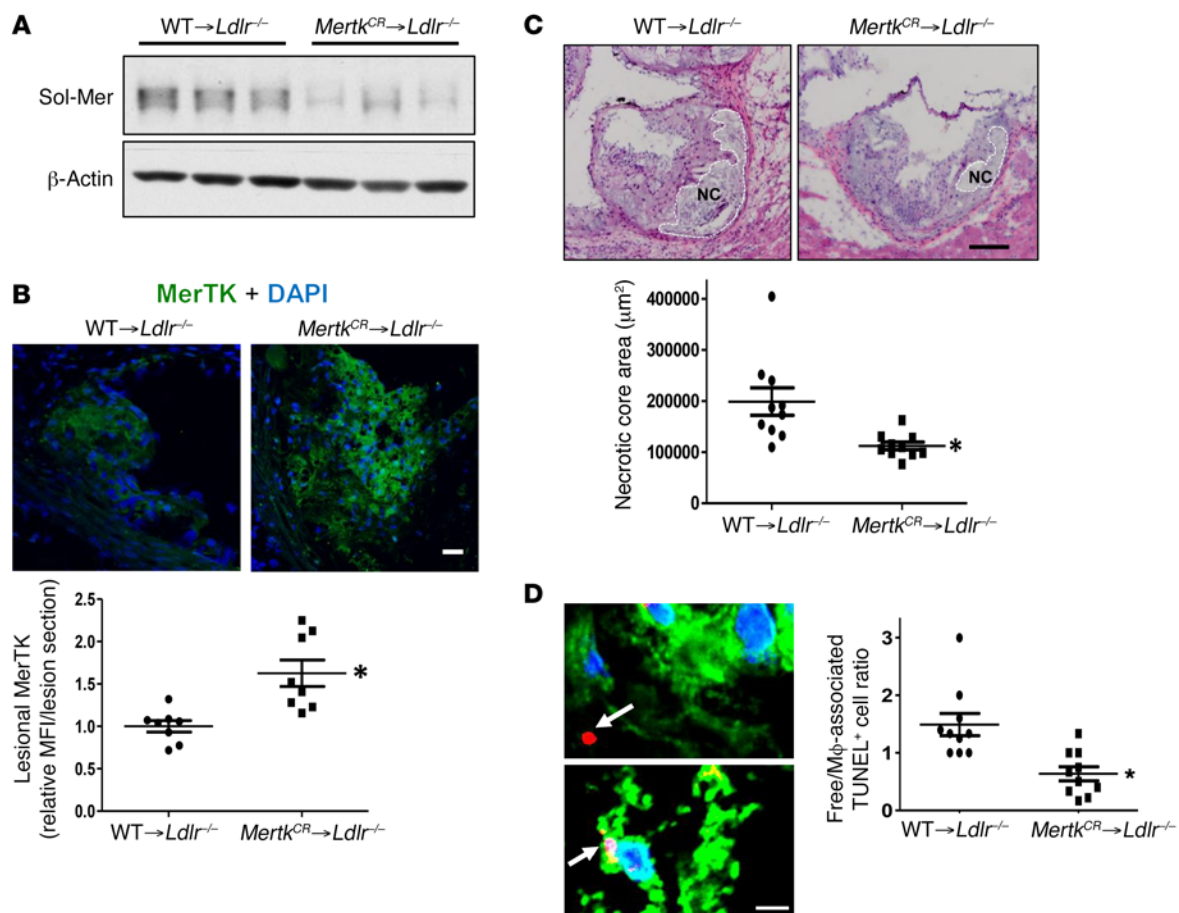 A
WT→Ldlr⁻/⁻
Mertkᶜᴿ→Ldlr⁻/⁻
Sol-Mer
β-Actin
B
MerTK + DAPI
WT→Ldlr⁻/⁻
Mertkᶜᴿ→Ldlr⁻/⁻
Lesional MerTK
(relative MFI/lesion section)
2.5
2.0
1.5
1.0
0.5
0.0
*
WT→Ldlr⁻/⁻
Mertkᶜᴿ→Ldlr⁻/⁻
C
WT→Ldlr⁻/⁻
Mertkᶜᴿ→Ldlr⁻/⁻
NC
NC
Necrotic core area (μm²)
400000
300000
200000
100000
0
*
WT→Ldlr⁻/⁻
Mertkᶜᴿ→Ldlr⁻/⁻
D
Free/Mϕ-associated
TUNEL⁺ cell ratio
3
2
1
0
*
WT→Ldlr⁻/⁻
Mertkᶜᴿ→Ldlr⁻/⁻